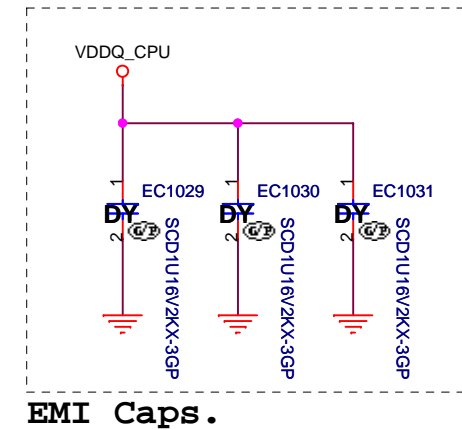 VDDQ_CPU
1 EC1029 1 EC1030 1 EC1031
DY DY DY
G/P G/P G/P
2 2 2
SCD1U16V2KX-3GP SCD1U16V2KX-3GP SCD1U16V2KX-3GP
EMI Caps.